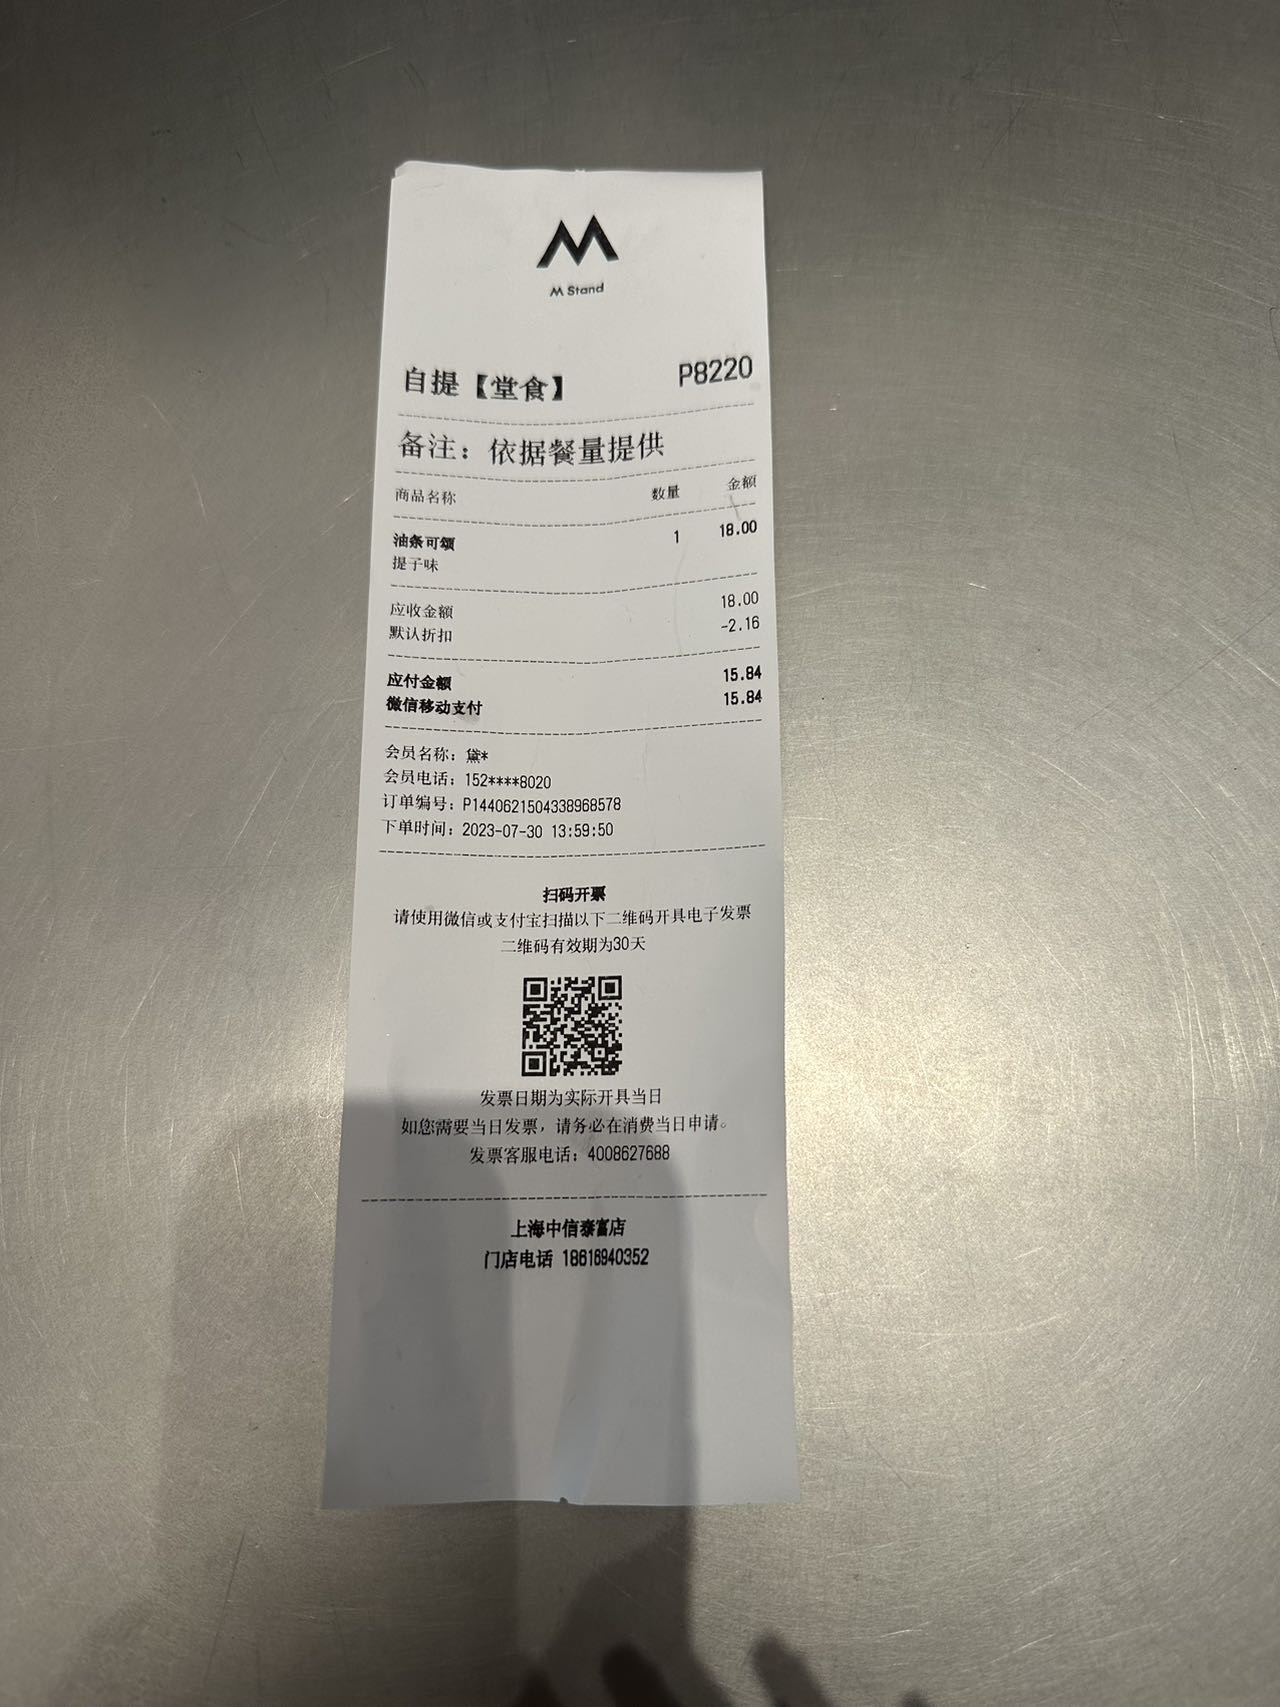 M Stand
自提【堂食】 P8220
备注：依据餐量提供
商品名称 数量 金额
油条可颂 1 18.00
提子味
应收金额 18.00
默认折扣 -2.16
应付金额 15.84
微信移动支付 15.84
会员名称：黛*
会员电话：152****8020
订单编号：P1440621504338968578
下单时间：2023-07-30 13:59:50
扫码开票
请使用微信或支付宝扫描以下二维码开具电子发票
二维码有效期为30天
发票日期为实际开具当日
如您需要当日发票，请务必在消费当日申请。
发票客服电话：4008627688
上海中信泰富店
门店电话 18616940352